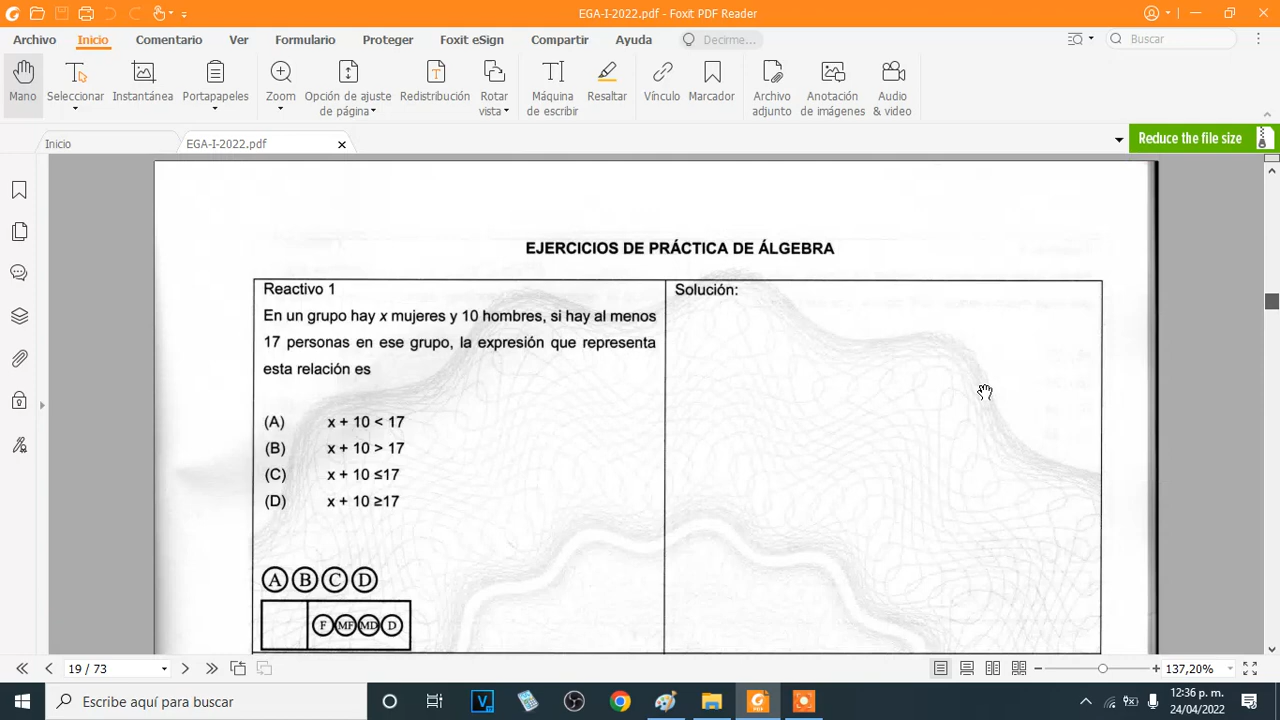 EGA-I-2022.pdf - Foxit PDF Reader
Archivo Inicio Comentario Ver Formulario Proteger Foxit eSign Compartir Ayuda Decirme... Buscar
Mano Seleccionar Instantánea Portapapeles Zoom Opción de ajuste de página Redistribución Rotar vista Máquina de escribir Resaltar Vínculo Marcador Archivo adjunto Anotación de imágenes Audio & video
Inicio EGA-I-2022.pdf Reduce the file size
EJERCICIOS DE PRÁCTICA DE ÁLGEBRA
Reactivo 1
En un grupo hay x mujeres y 10 hombres, si hay al menos
17 personas en ese grupo, la expresión que representa
esta relación es
(A) x + 10 < 17
(B) x + 10 > 17
(C) x + 10 ≤17
(D) x + 10 ≥17
A B C D
F MF MD D
Solución:
19 / 73 137,20%
PDF
Escribe aquí para buscar
12:36 p. m.
24/04/2022